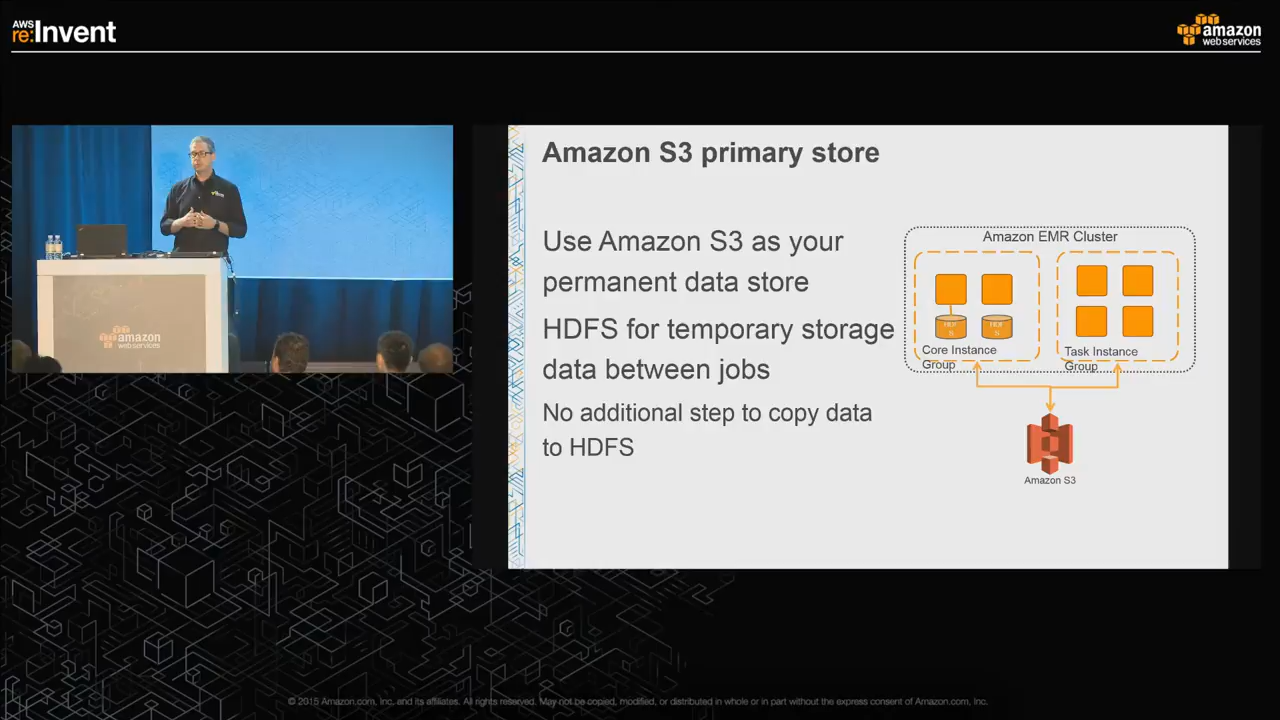 AWS
re:Invent
amazon
web services
amazon
web services
Amazon S3 primary store
Use Amazon S3 as your
permanent data store
HDFS for temporary storage
data between jobs
No additional step to copy data
to HDFS
Amazon EMR Cluster
HDF
S
HDF
S
Core Instance
Group
Task Instance
Group
Amazon S3
© 2015 Amazon.com, Inc. and its affiliates. All rights reserved. May not be copied, modified, or distributed in whole or in part without the express consent of Amazon.com, Inc.